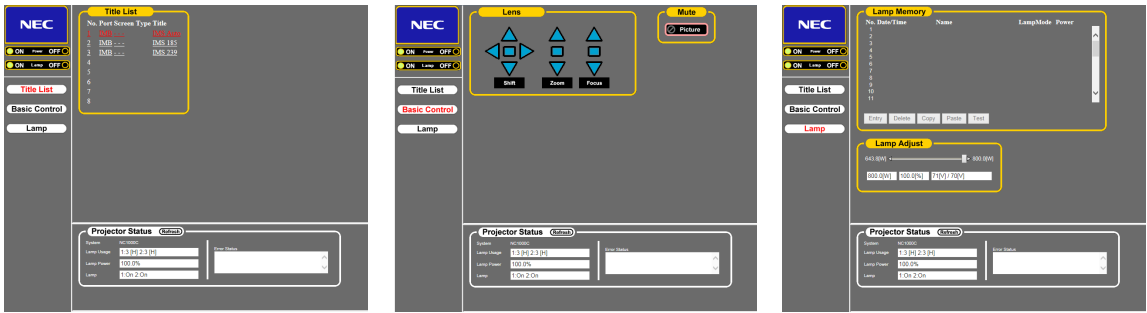 NEC
ON Power OFF
ON Lamp OFF
Title List
Basic Control
Lamp
Title List
No. Port Screen Type Title
1 IMB - - -
2 IMB - - - IMS 185
3 IMB - - - IMS 239
4
5
6
7
8
Projector Status Refresh
System NC1000C
Lamp Usage 1:3 [H] 2:3 [H]
Lamp Power 100.0%
Lamp 1:On 2:On
Error Status
NEC
ON Power OFF
ON Lamp OFF
Title List
Basic Control
Lamp
Lens
Shift Zoom Focus
Mute
Picture
Projector Status Refresh
System NC1000C
Lamp Usage 1:3 [H] 2:3 [H]
Lamp Power 100.0%
Lamp 1:On 2:On
Error Status
NEC
ON Power OFF
ON Lamp OFF
Title List
Basic Control
Lamp
Lamp Memory
No. Date/Time Name LampMode Power
1
2
3
4
5
6
7
8
9
10
11
Entry Delete Copy Paste Test
Lamp Adjust
643.8[W] 800.0[W]
800.0[W] 100.0[%] 71[V] / 70[V]
Projector Status Refresh
System NC1000C
Lamp Usage 1:3 [H] 2:3 [H]
Lamp Power 100.0%
Lamp 1:On 2:On
Error Status